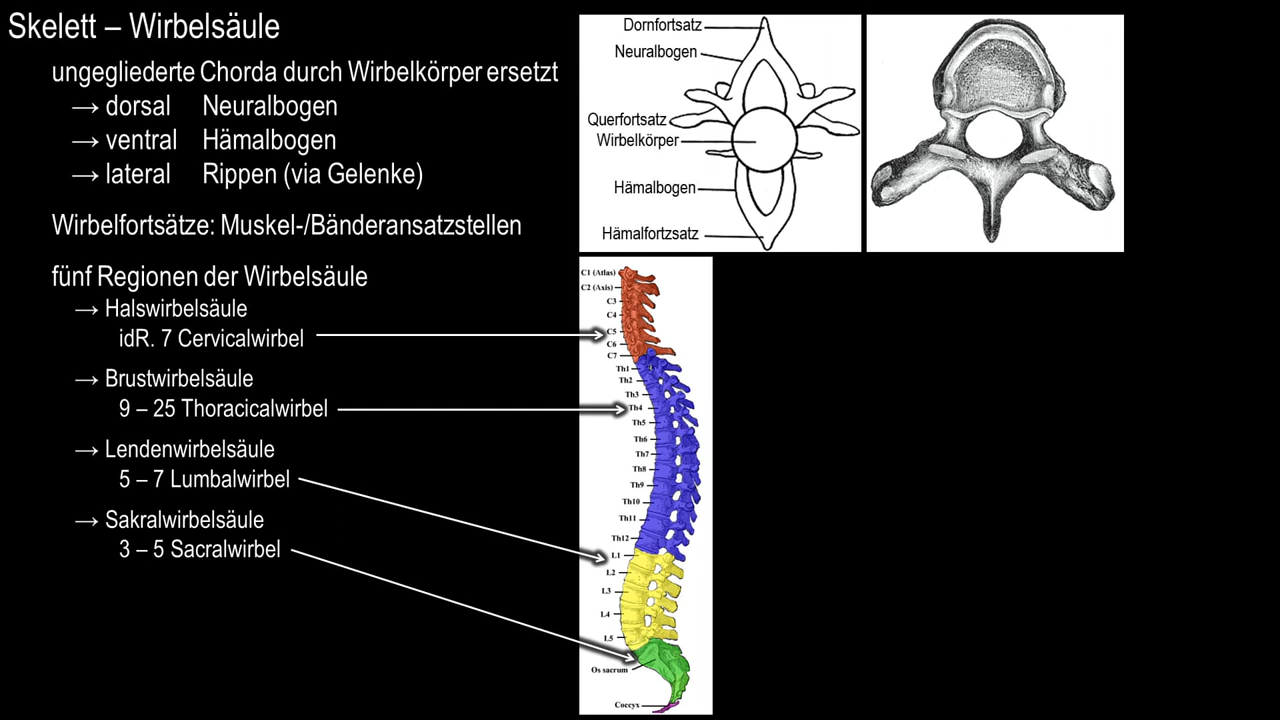 Skelett – Wirbelsäule
ungegliederte Chorda durch Wirbelkörper ersetzt
→ dorsal Neuralbogen
→ ventral Hämalbogen
→ lateral Rippen (via Gelenke)
Wirbelfortsätze: Muskel-/Bänderansatzstellen
fünf Regionen der Wirbelsäule
→ Halswirbelsäule
idR. 7 Cervicalwirbel
→ Brustwirbelsäule
9 – 25 Thoracicalwirbel
→ Lendenwirbelsäule
5 – 7 Lumbalwirbel
→ Sakralwirbelsäule
3 – 5 Sacralwirbel
Dornfortsatz
Neuralbogen
Querfortsatz
Wirbelkörper
Hämalbogen
Hämalfortzsatz
C1 (Atlas)
C2 (Axis)
C3
C4
C5
C6
C7
Th1
Th2
Th3
Th4
Th5
Th6
Th7
Th8
Th9
Th10
Th11
Th12
L1
L2
L3
L4
L5
Os sacrum
Coccyx